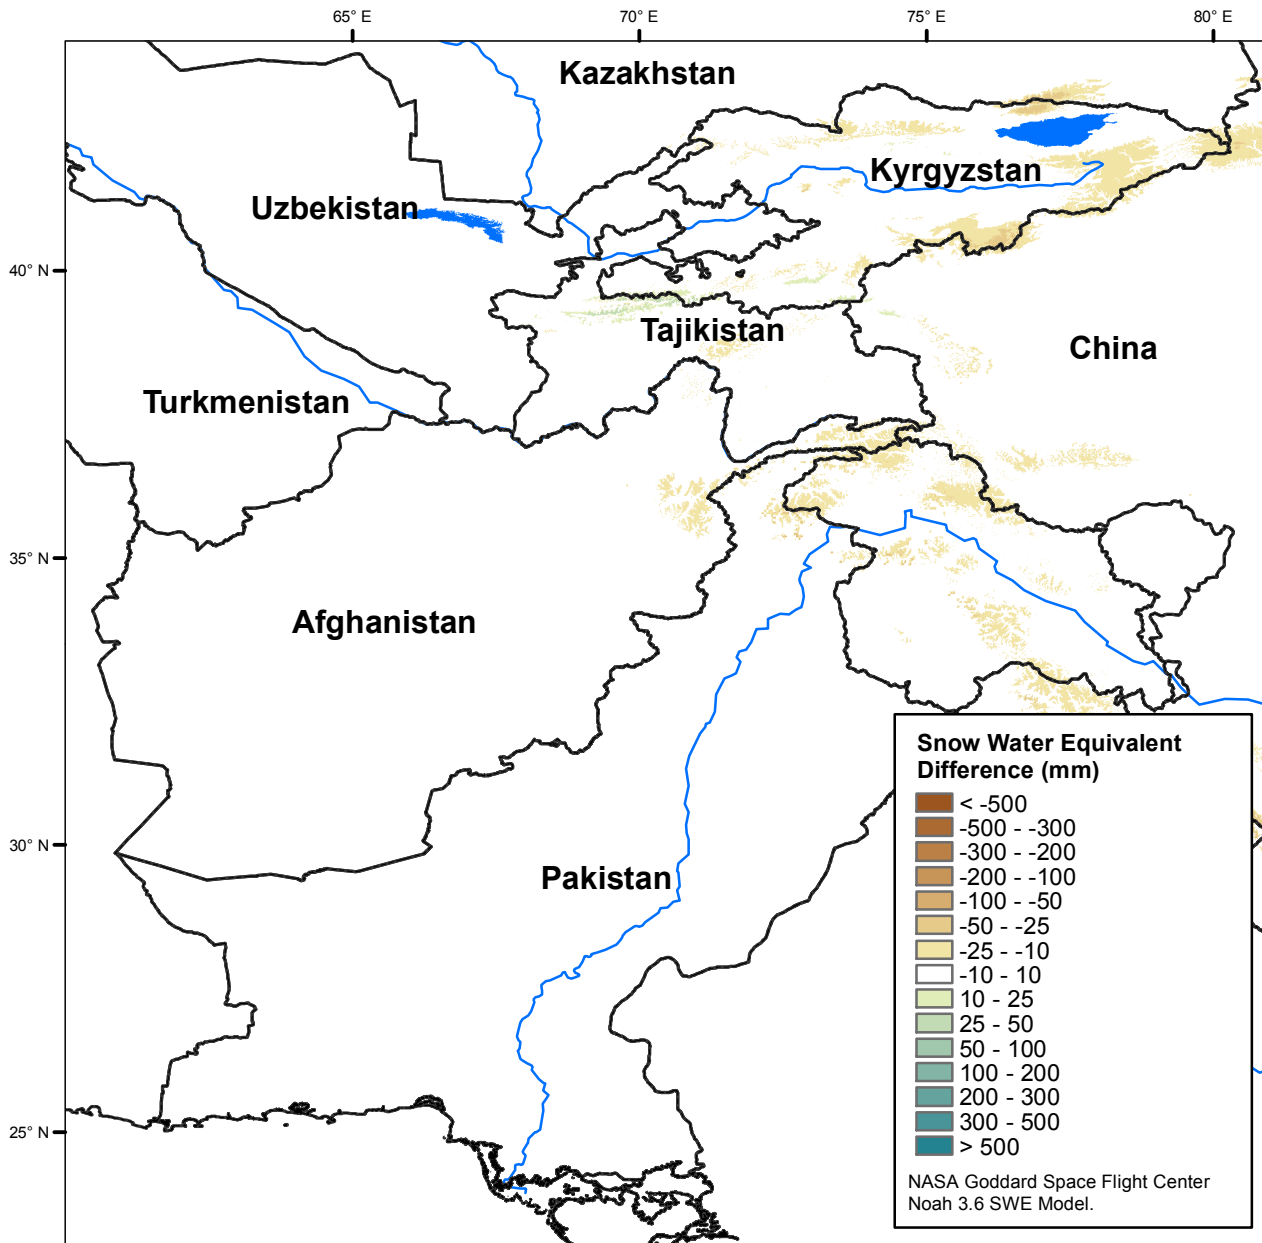 65° E
70° E
75° E
80° E
Kazakhstan
Kyrgyzstan
Uzbekistan
40° N
Tajikistan
China
Turkmenistan
35° N
Afghanistan
Snow Water Equivalent
Difference (mm)
< -500
-500 - -300
-300 - -200
-200 - -100
-100 - -50
-50 - -25
-25 - -10
-10 - 10
10 - 25
25 - 50
50 - 100
100 - 200
200 - 300
300 - 500
> 500
NASA Goddard Space Flight Center
Noah 3.6 SWE Model.
30° N
Pakistan
25° N